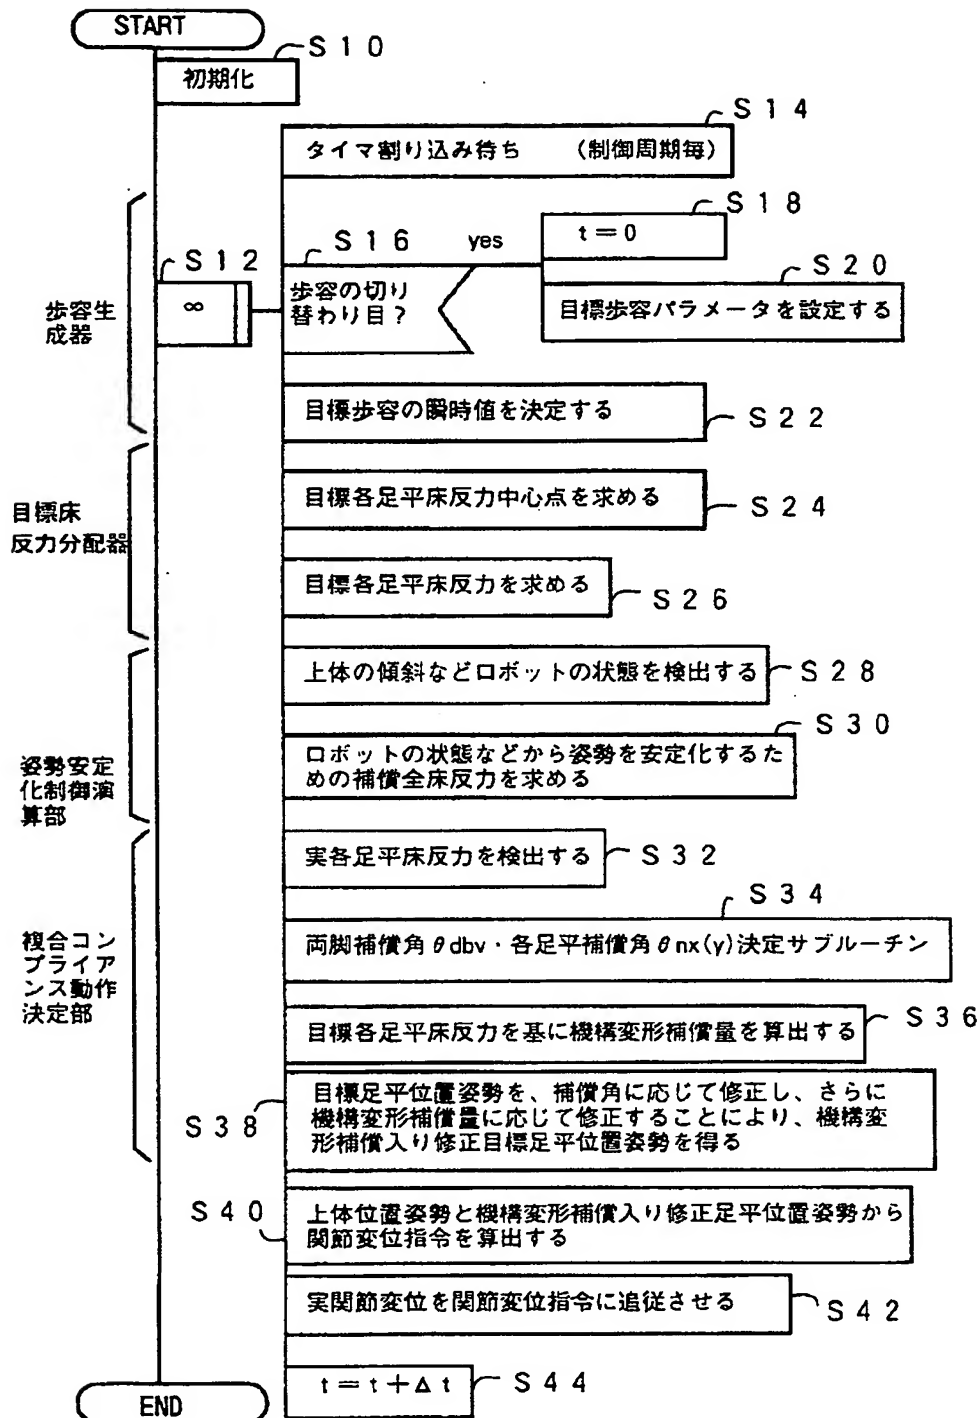 START
S10
初期化
S14
タイマ割り込み待ち （制御周期毎）
S18
t＝0
S16
yes
S12
∞
歩容の切り
替わり目？
S20
目標歩容パラメータを設定する
歩容生
成器
目標歩容の瞬時値を決定する
S22
目標床
反力分配器
目標各足平床反力中心点を求める
S24
目標各足平床反力を求める
S26
上体の傾斜などロボットの状態を検出する
S28
S30
姿勢安定
化制御演
算部
ロボットの状態などから姿勢を安定化するた
めの補償全床反力を求める
実各足平床反力を検出する
S32
S34
複合コン
プライア
ンス動作
決定部
両脚補償角θdbv・各足平補償角θnx(y)決定サブルーチン
目標各足平床反力を基に機構変形補償量を算出する
S36
S38
目標足平位置姿勢を、補償角に応じて修正し、さらに
機構変形補償量に応じて修正することにより、機構変
形補償入り修正目標足平位置姿勢を得る
S40
上体位置姿勢と機構変形補償入り修正足平位置姿勢から
関節変位指令を算出する
実関節変位を関節変位指令に追従させる
S42
t＝t＋Δt
S44
END